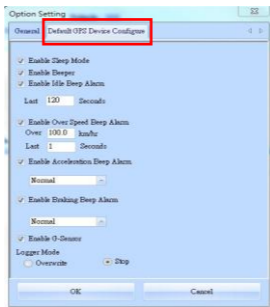 Option Setting
General Default GPS Device Configure
Enable Sleep Mode
Enable Beeper
Enable Idle Beep Alarm
Last 120 Seconds
Enable Over Speed Beep Alarm
Over 100.0 km/hr
Last 1 Seconds
Enable Acceleration Beep Alarm
Normal
Enable Braking Beep Alarm
Normal
Enable G-Sensor
Logger Mode
Overwrite Stop
OK Cancel